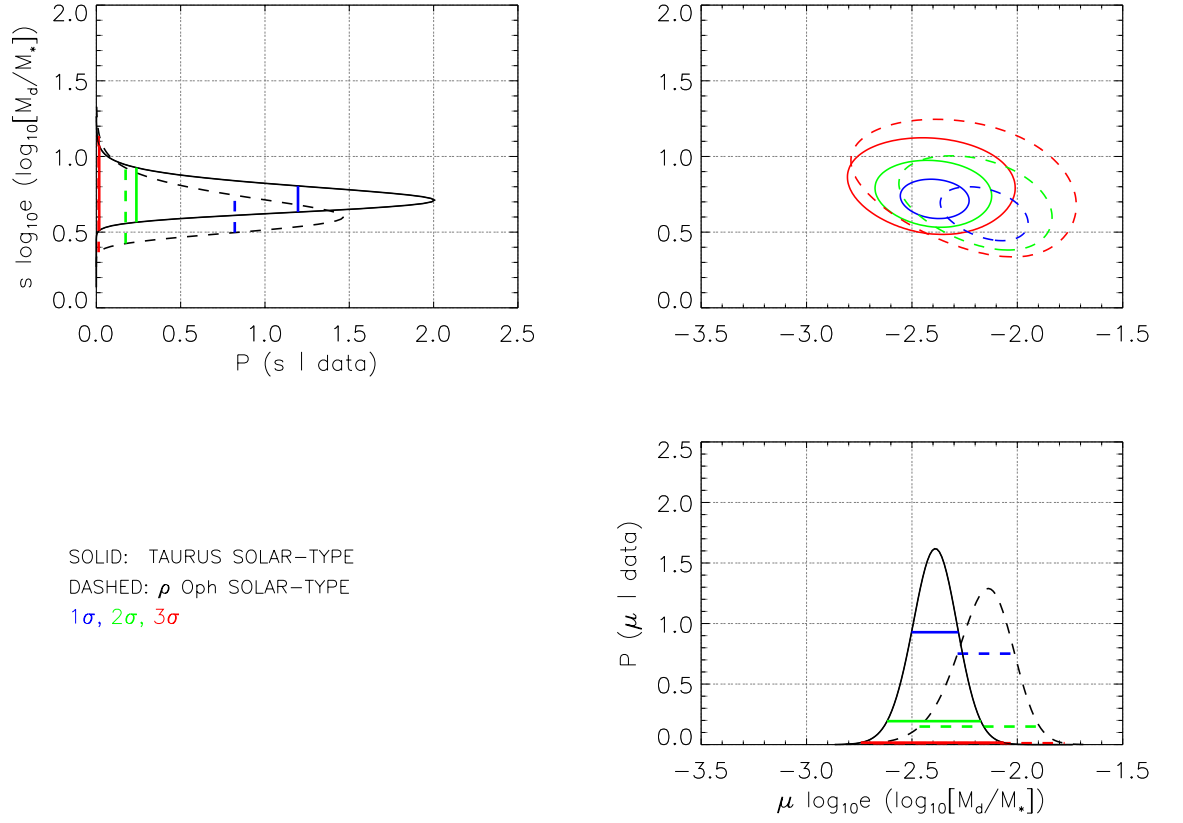 2.0
1.5
1.0
0.5
0.0
s log₁₀e (log₁₀[M_d/M_*])
0.0 0.5 1.0 1.5 2.0 2.5
P (s | data)
2.0
1.5
1.0
0.5
0.0
−3.5 −3.0 −2.5 −2.0 −1.5
SOLID: TAURUS SOLAR−TYPE
DASHED: ρ Oph SOLAR−TYPE
1σ, 2σ, 3σ
2.5
2.0
1.5
1.0
0.5
0.0
P (μ | data)
−3.5 −3.0 −2.5 −2.0 −1.5
μ log₁₀e (log₁₀[M_d/M_*])